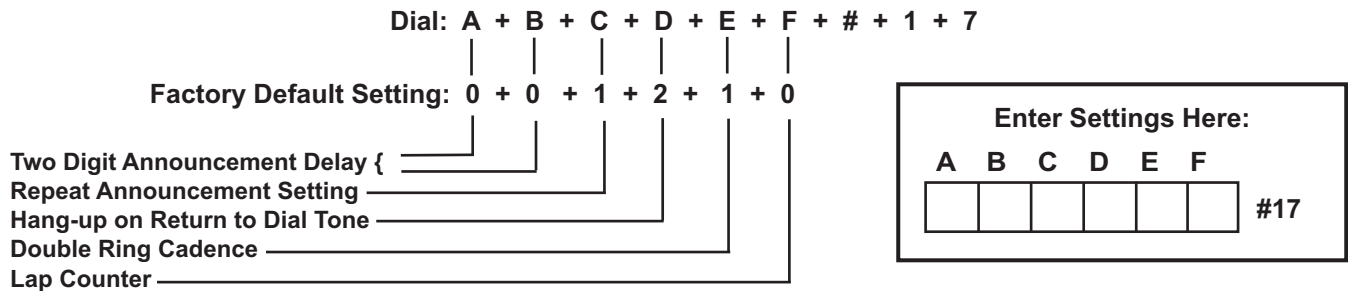 Dial: A + B + C + D + E + F + # + 1 + 7
Factory Default Setting: 0 + 0 + 1 + 2 + 1 + 0
Two Digit Announcement Delay {
Repeat Announcement Setting
Hang-up on Return to Dial Tone
Double Ring Cadence
Lap Counter
Enter Settings Here:
A B C D E F
#17